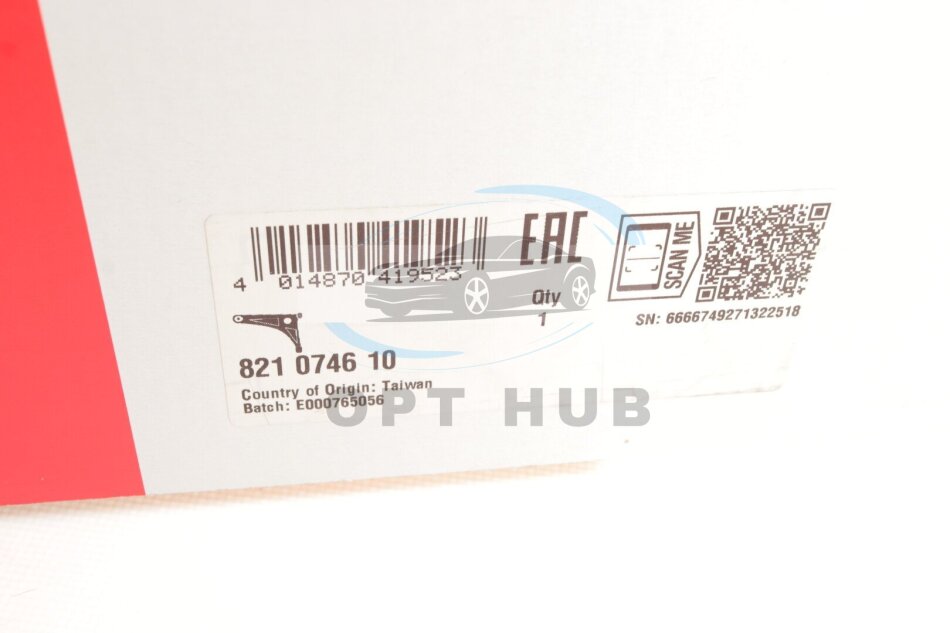 EAC
SCAN ME
4 014870 419523
Qty
1
SN: 6666749271322518
821 0746 10
Country of Origin: Taiwan
Batch: E000765056
OPT HUB